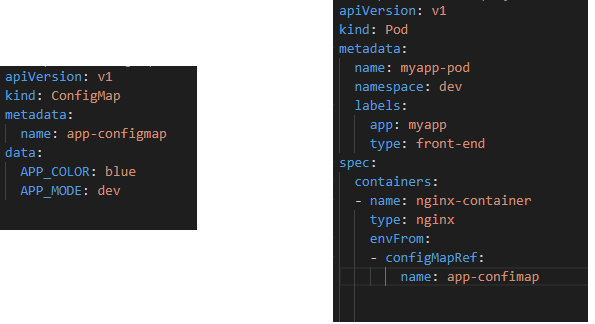 apiVersion: v1
kind: ConfigMap
metadata:
  name: app-configmap
data:
  APP_COLOR: blue
  APP_MODE: dev
apiVersion: v1
kind: Pod
metadata:
  name: myapp-pod
  namespace: dev
  labels:
    app: myapp
    type: front-end
spec:
  containers:
  - name: nginx-container
    type: nginx
    envFrom:
    - configMapRef:
        name: app-confimap